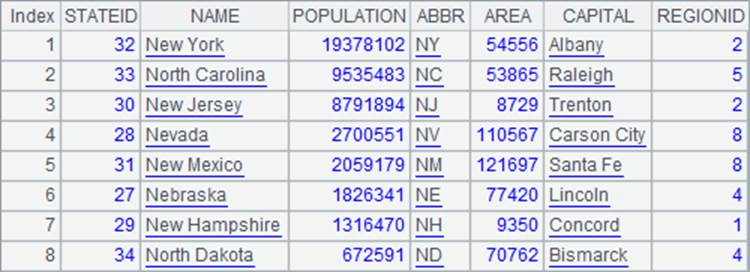 Index STATEID NAME POPULATION ABBR AREA CAPITAL REGIONID
1 32 New York 19378102 NY 54556 Albany 2
2 33 North Carolina 9535483 NC 53865 Raleigh 5
3 30 New Jersey 8791894 NJ 8729 Trenton 2
4 28 Nevada 2700551 NV 110567 Carson City 8
5 31 New Mexico 2059179 NM 121697 Santa Fe 8
6 27 Nebraska 1826341 NE 77420 Lincoln 4
7 29 New Hampshire 1316470 NH 9350 Concord 1
8 34 North Dakota 672591 ND 70762 Bismarck 4